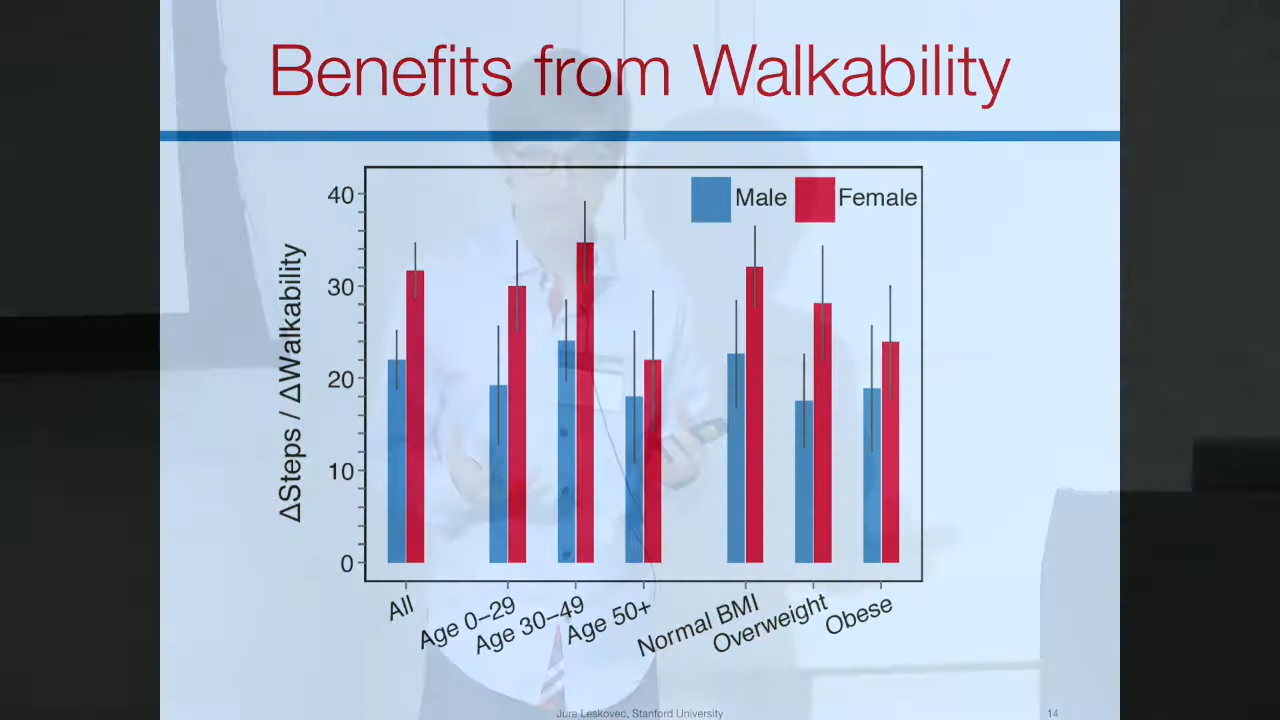 Benefits from Walkability
Male Female
ΔSteps / ΔWalkability
40
30
20
10
0
All
Age 0–29
Age 30–49
Age 50+
Normal BMI
Overweight
Obese
Jure Leskovec, Stanford University
14